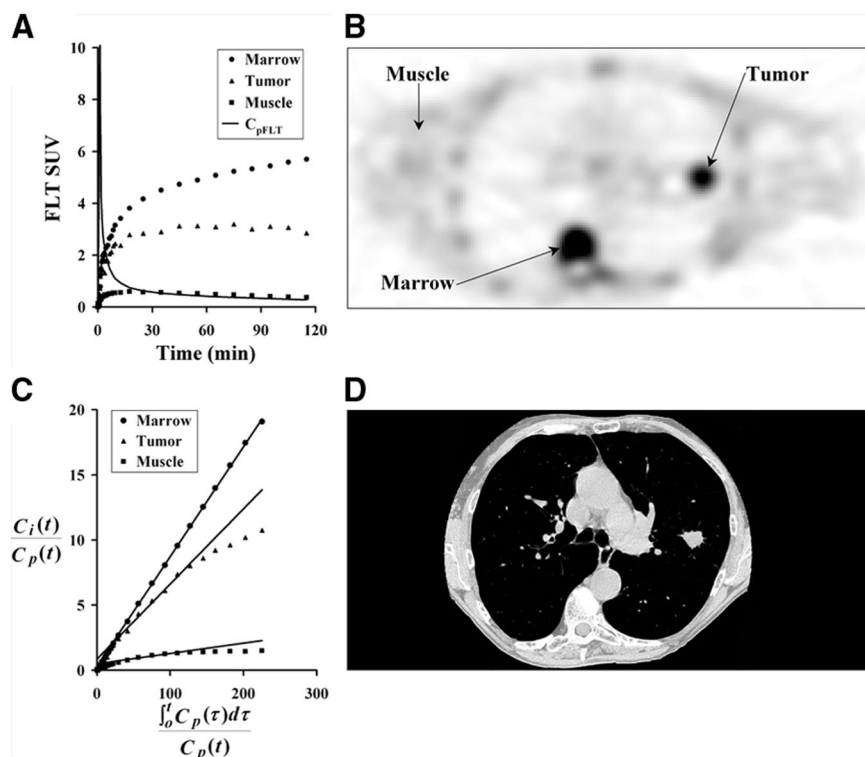 A
10
8
6
4
2
0
FLT SUV
Marrow
Tumor
Muscle
CpFLT
0 30 60 90 120
Time (min)
B
Muscle
Tumor
Marrow
C
20
15
10
5
0
Marrow
Tumor
Muscle
Ci(t)
Cp(t)
0 100 200 300
∫ot Cp(τ)dτ
Cp(t)
D